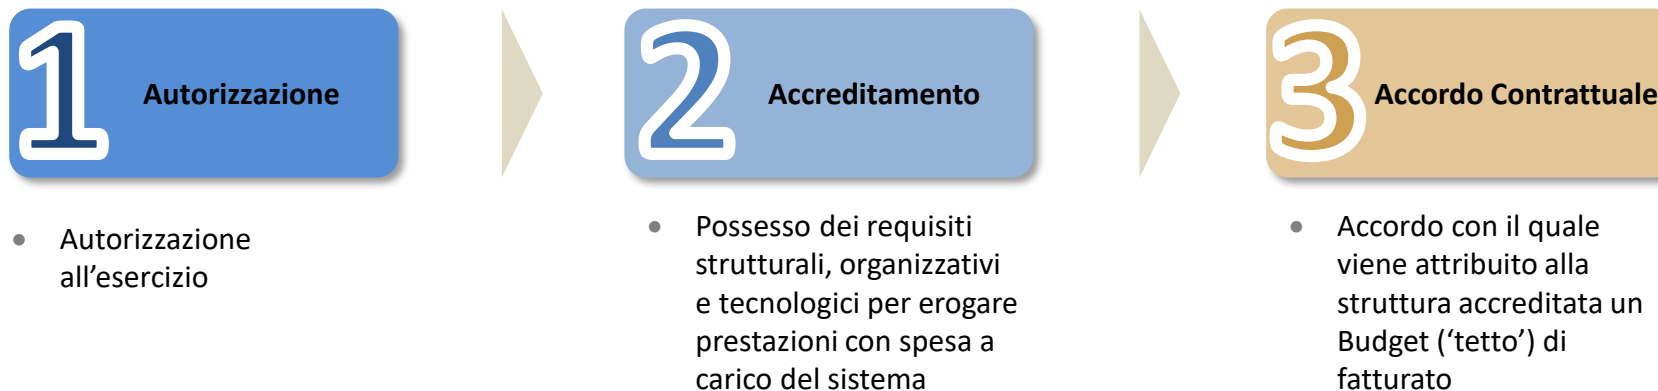 1
Autorizzazione
• Autorizzazione
all’esercizio
2
Accreditamento
• Possesso dei requisiti
strutturali, organizzativi
e tecnologici per erogare
prestazioni con spesa a
carico del sistema
3
Accordo Contrattuale
• Accordo con il quale
viene attribuito alla
struttura accreditata un
Budget (‘tetto’) di
fatturato